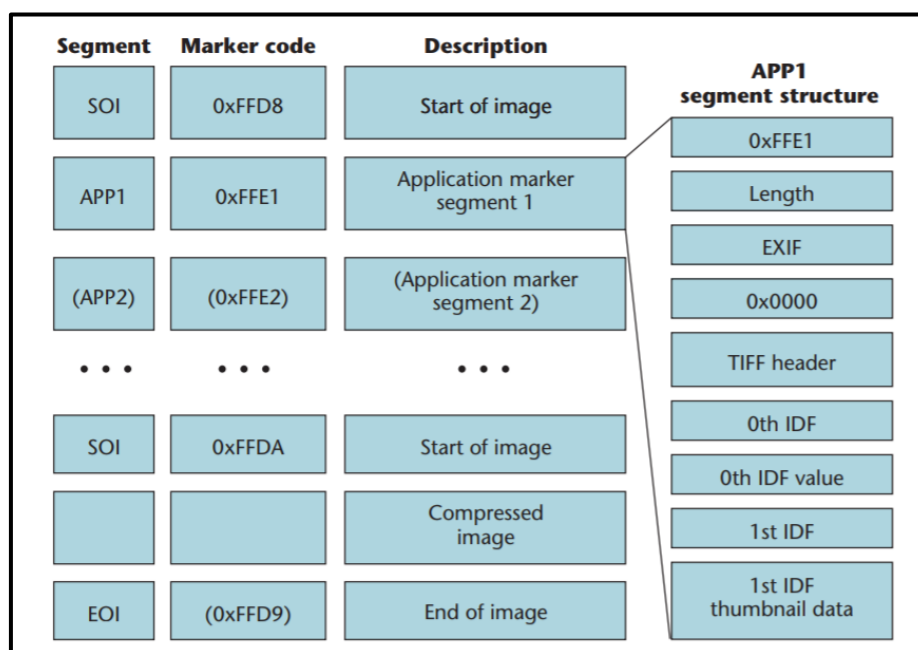 Segment Marker code Description
SOI 0xFFD8 Start of image
APP1 0xFFE1 Application marker
segment 1
(APP2) (0xFFE2) (Application marker
segment 2)
• • • • • • • • •
SOI 0xFFDA Start of image
Compressed
image
EOI (0xFFD9) End of image
APP1
segment structure
0xFFE1
Length
EXIF
0x0000
TIFF header
0th IDF
0th IDF value
1st IDF
1st IDF
thumbnail data